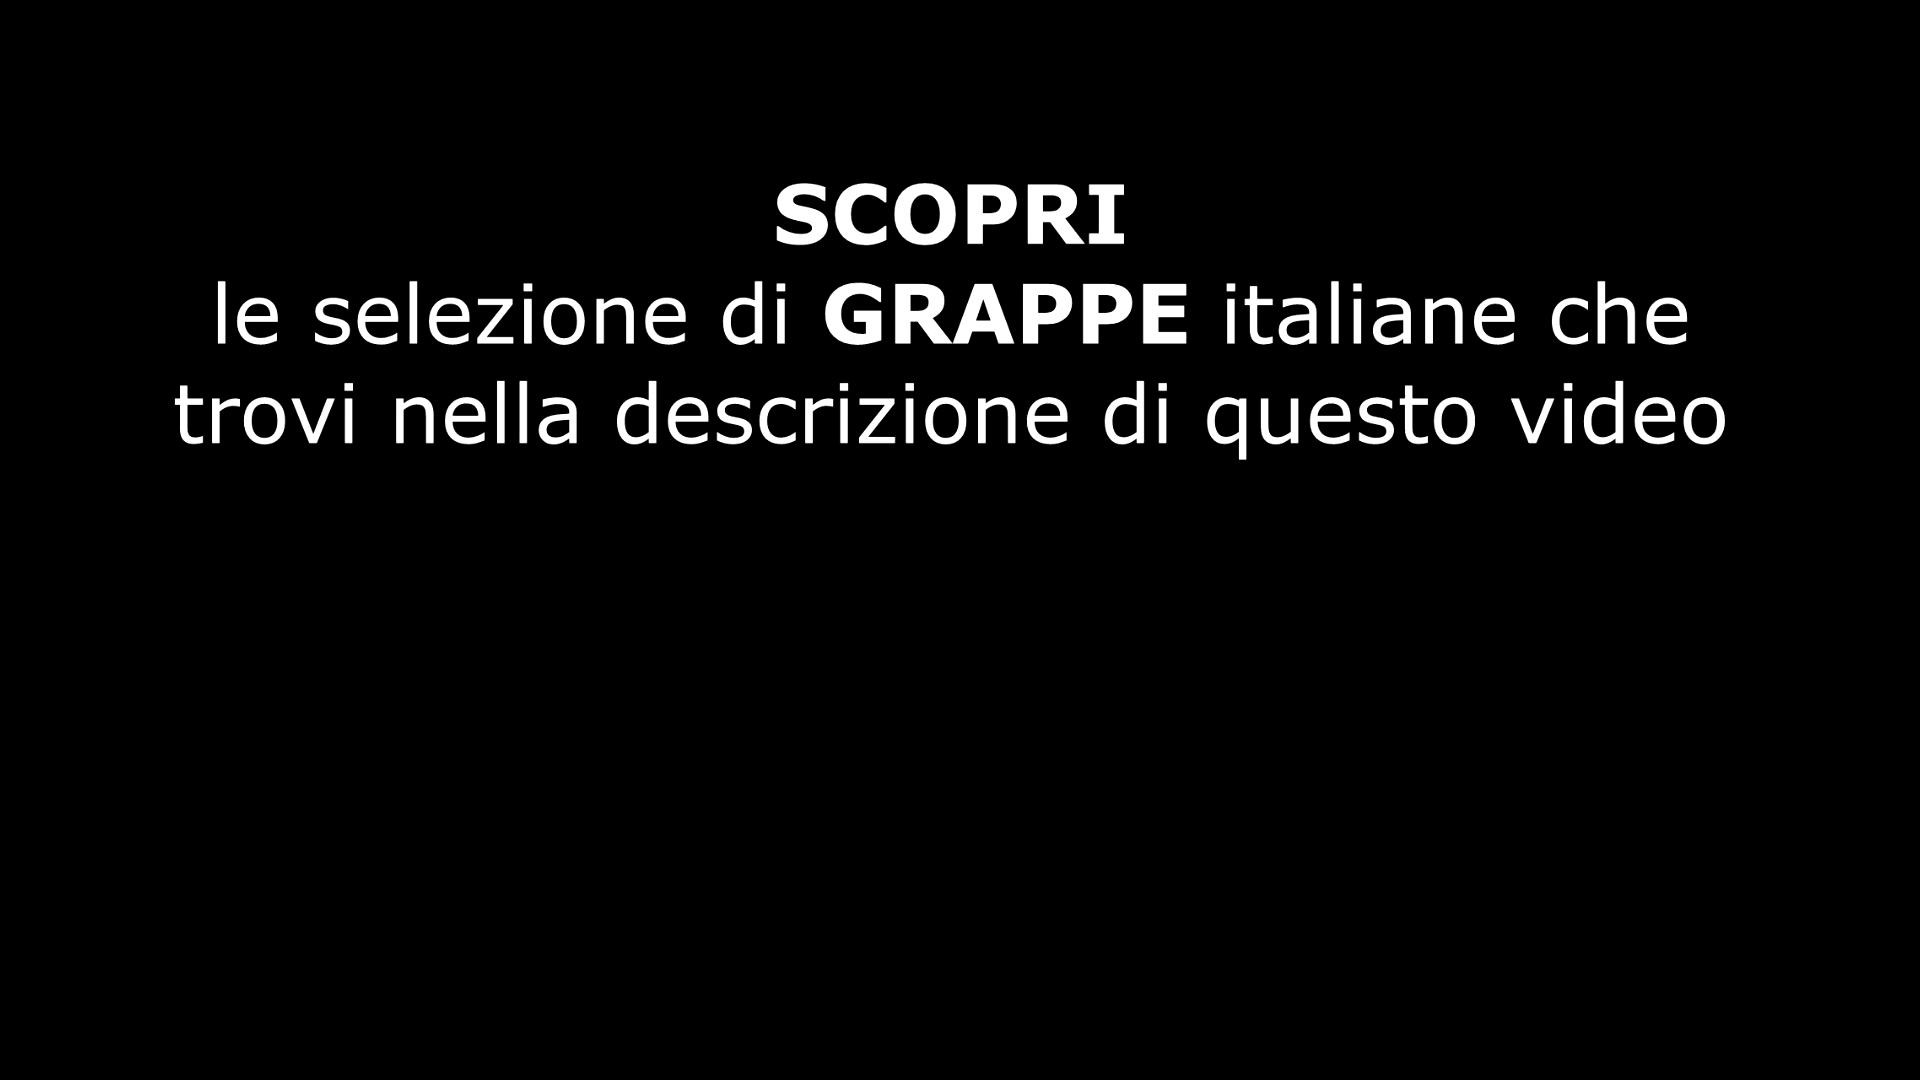 SCOPRI
le selezione di GRAPPE italiane che
trovi nella descrizione di questo video